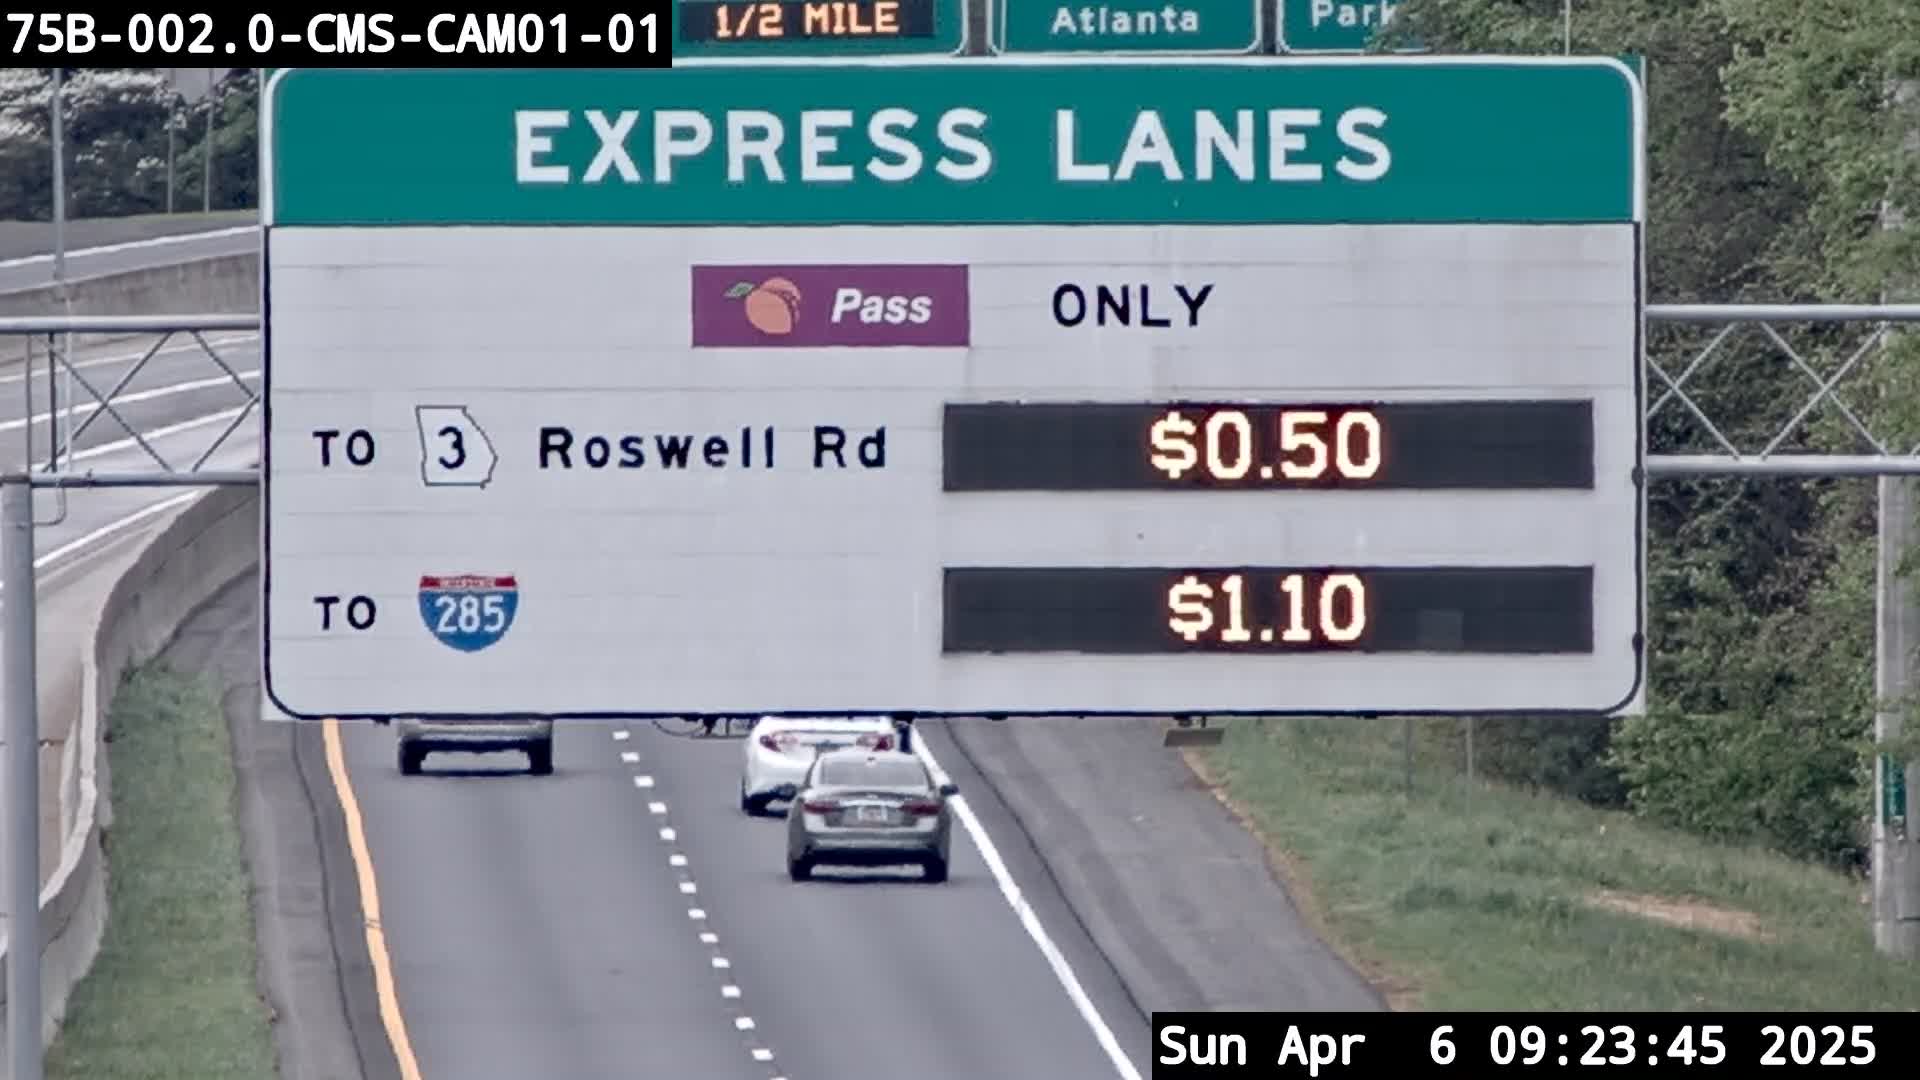 75B-002.0-CMS-CAM01-01
1/2 MILE
Atlanta
Park
EXPRESS LANES
Pass ONLY
TO 3 Roswell Rd $0.50
TO 285 $1.10
Sun Apr 6 09:23:45 2025